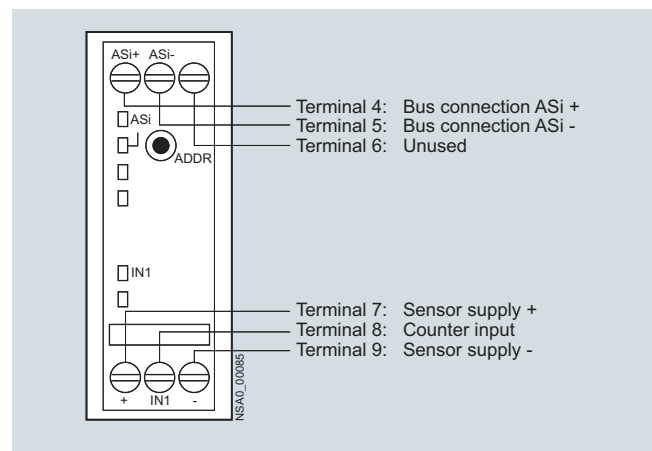 ASi+ ASi-
Terminal 4: Bus connection ASi +
ASi
Terminal 5: Bus connection ASi -
Terminal 6: Unused
ADDR
IN1
Terminal 7: Sensor supply +
Terminal 8: Counter input
Terminal 9: Sensor supply -
+ IN1 -
NSA0_00085